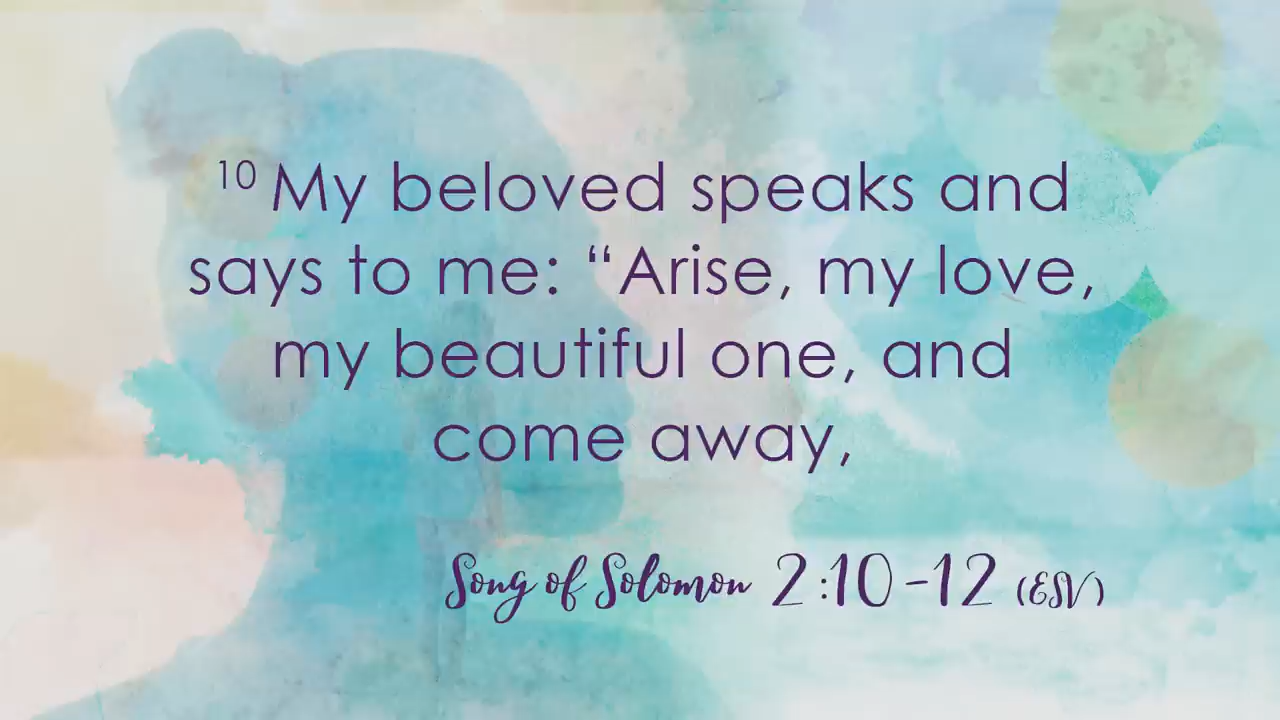 10 My beloved speaks and
says to me: “Arise, my love,
my beautiful one, and
come away,
Song of Solomon 2:10-12 (ESV)